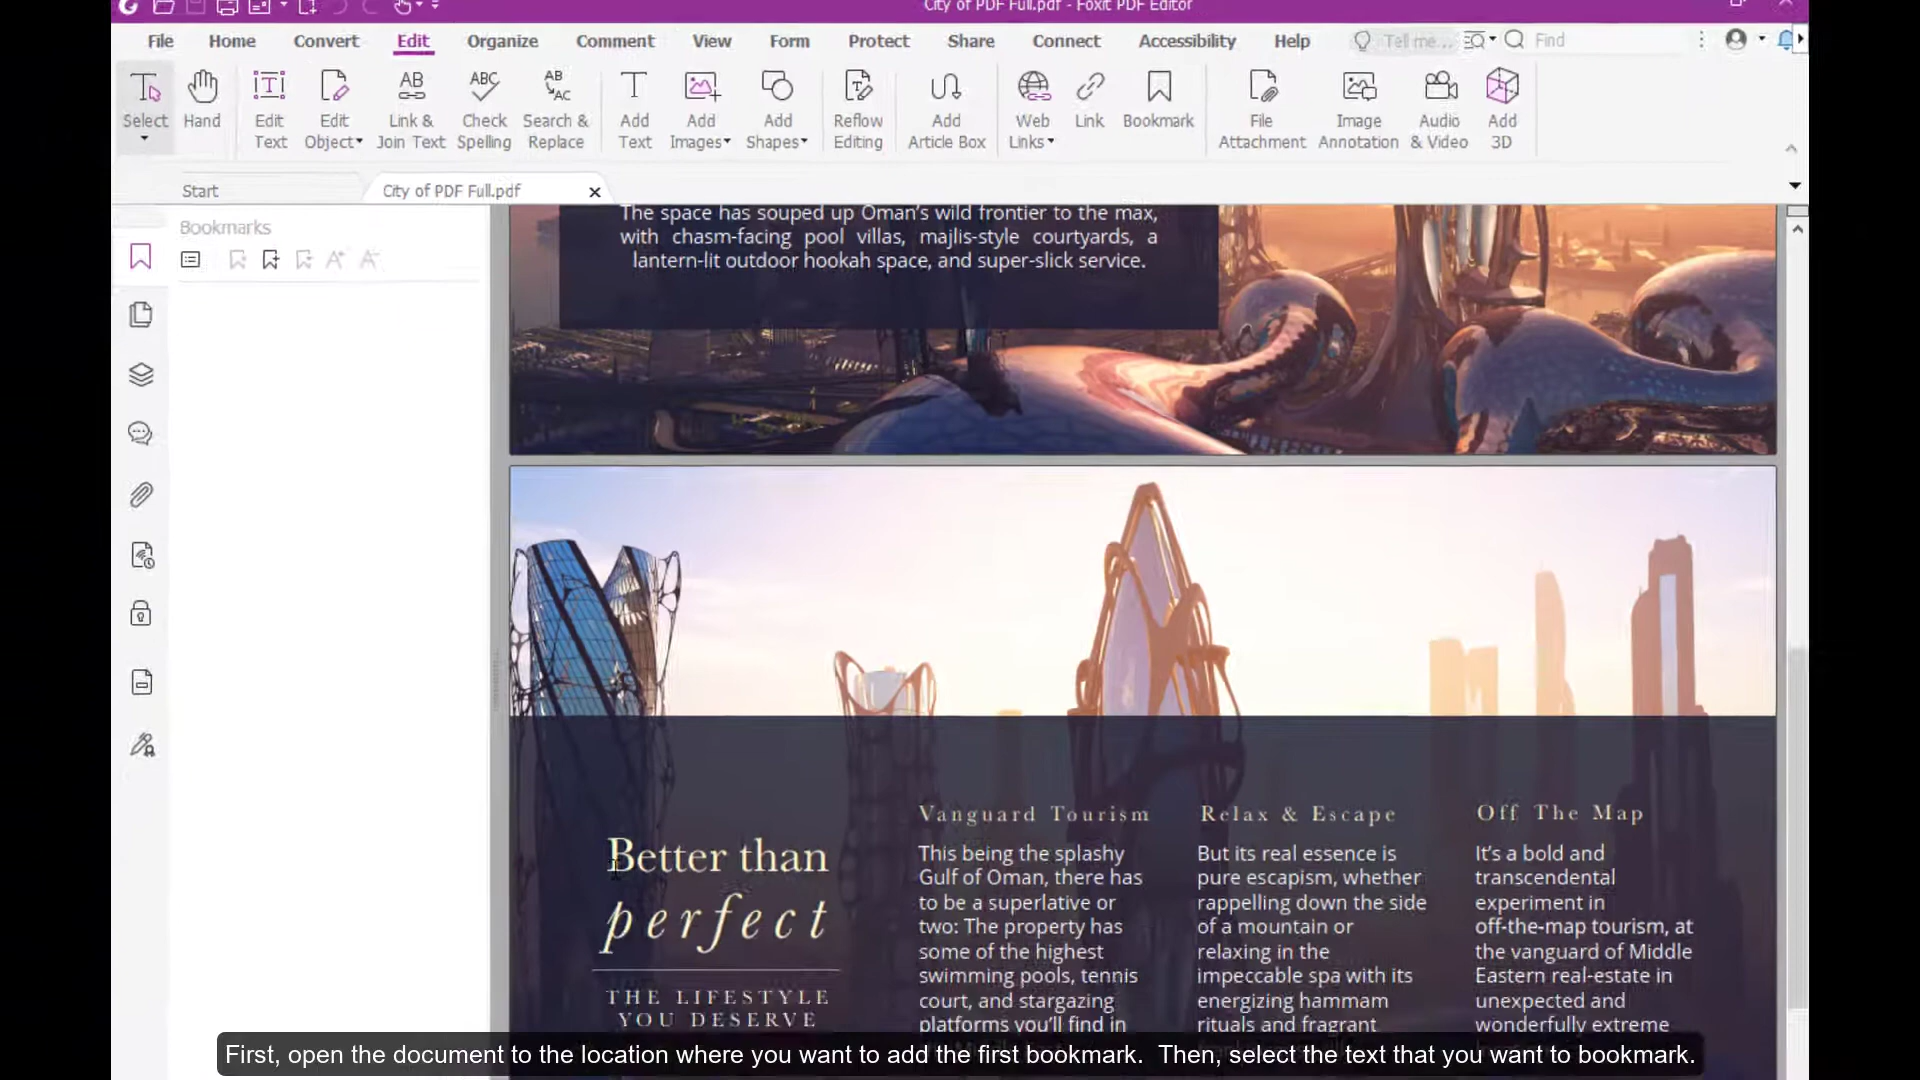 City of PDF Full.pdf - Foxit PDF Editor
File Home Convert Edit Organize Comment View Form Protect Share Connect Accessibility Help Tell me... Find
Select Hand Edit Text Edit Object Link & Join Text Check Spelling Search & Replace Add Text Add Images Add Shapes Reflow Editing Add Article Box Web Links Link Bookmark File Attachment Image Annotation Audio & Video Add 3D
Start City of PDF Full.pdf
Bookmarks
The space has souped up Oman's wild frontier to the max,
with chasm-facing pool villas, majlis-style courtyards, a
lantern-lit outdoor hookah space, and super-slick service.
Better than
perfect
THE LIFESTYLE
YOU DESERVE
Vanguard Tourism
This being the splashy
Gulf of Oman, there has
to be a superlative or
two: The property has
some of the highest
swimming pools, tennis
court, and stargazing
platforms you'll find in
Relax & Escape
But its real essence is
pure escapism, whether
rappelling down the side
of a mountain or
relaxing in the
impeccable spa with its
energizing hammam
rituals and fragrant
Off The Map
It's a bold and
transcendental
experiment in
off-the-map tourism, at
the vanguard of Middle
Eastern real-estate in
unexpected and
wonderfully extreme
First, open the document to the location where you want to add the first bookmark. Then, select the text that you want to bookmark.